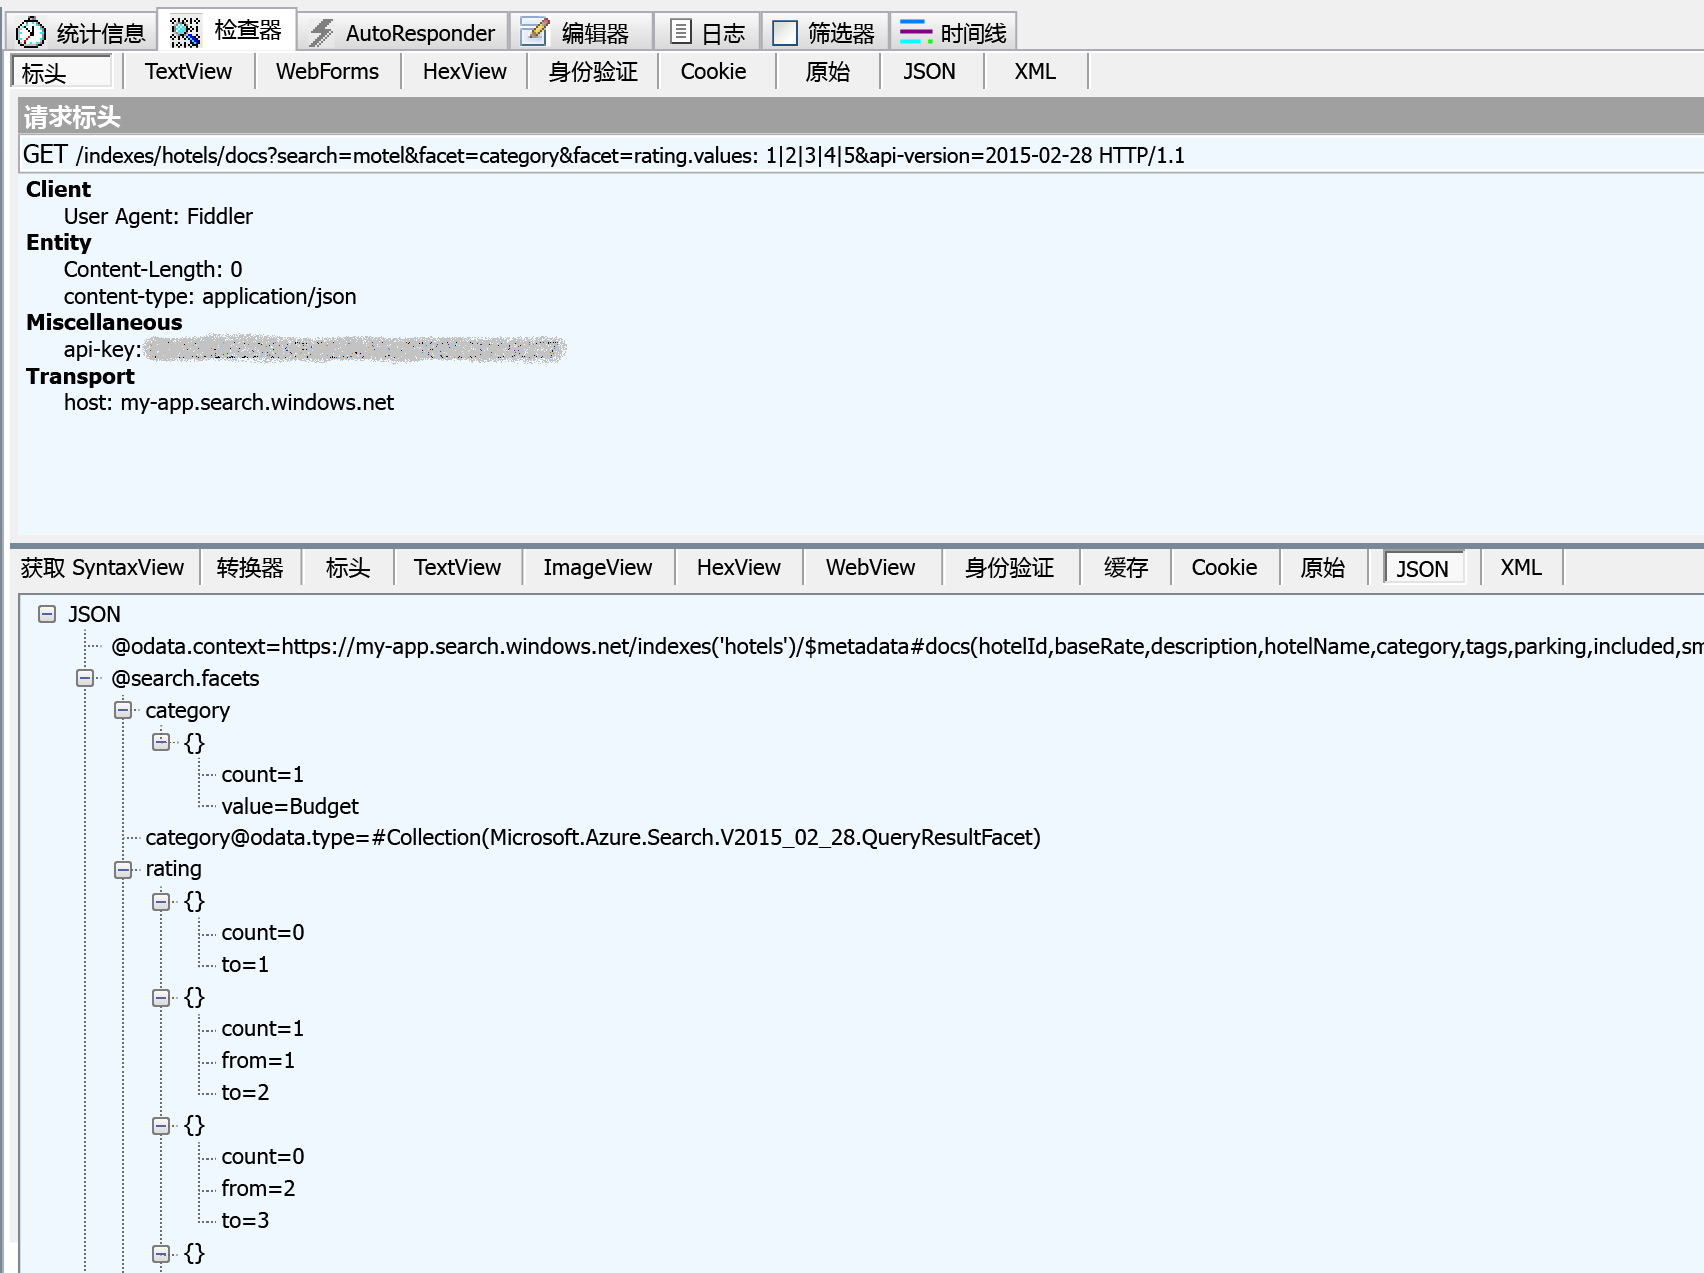 统计信息 检查器 AutoResponder 编辑器 日志 筛选器 时间线
标头 TextView WebForms HexView 身份验证 Cookie 原始 JSON XML
请求标头
GET /indexes/hotels/docs?search=motel&facet=category&facet=rating.values: 1|2|3|4|5&api-version=2015-02-28 HTTP/1.1
Client
User Agent: Fiddler
Entity
Content-Length: 0
content-type: application/json
Miscellaneous
api-key:
Transport
host: my-app.search.windows.net
获取 SyntaxView 转换器 标头 TextView ImageView HexView WebView 身份验证 缓存 Cookie 原始 JSON XML
JSON
@odata.context=https://my-app.search.windows.net/indexes('hotels')/$metadata#docs(hotelId,baseRate,description,hotelName,category,tags,parking,included,sm
@search.facets
category
{}
count=1
value=Budget
category@odata.type=#Collection(Microsoft.Azure.Search.V2015_02_28.QueryResultFacet)
rating
{}
count=0
to=1
{}
count=1
from=1
to=2
{}
count=0
from=2
to=3
{}